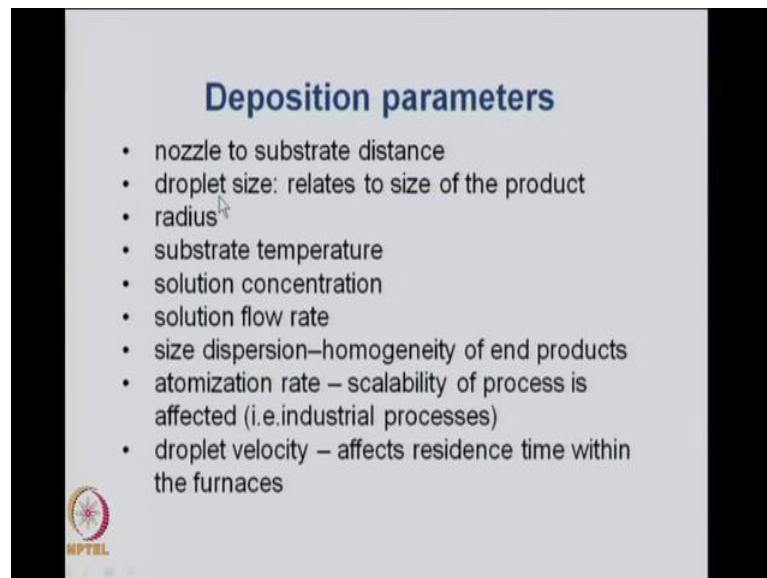 Deposition parameters
• nozzle to substrate distance
• droplet size: relates to size of the product
• radius
• substrate temperature
• solution concentration
• solution flow rate
• size dispersion–homogeneity of end products
• atomization rate – scalability of process is
affected (i.e.industrial processes)
• droplet velocity – affects residence time within
the furnaces
NPTEL